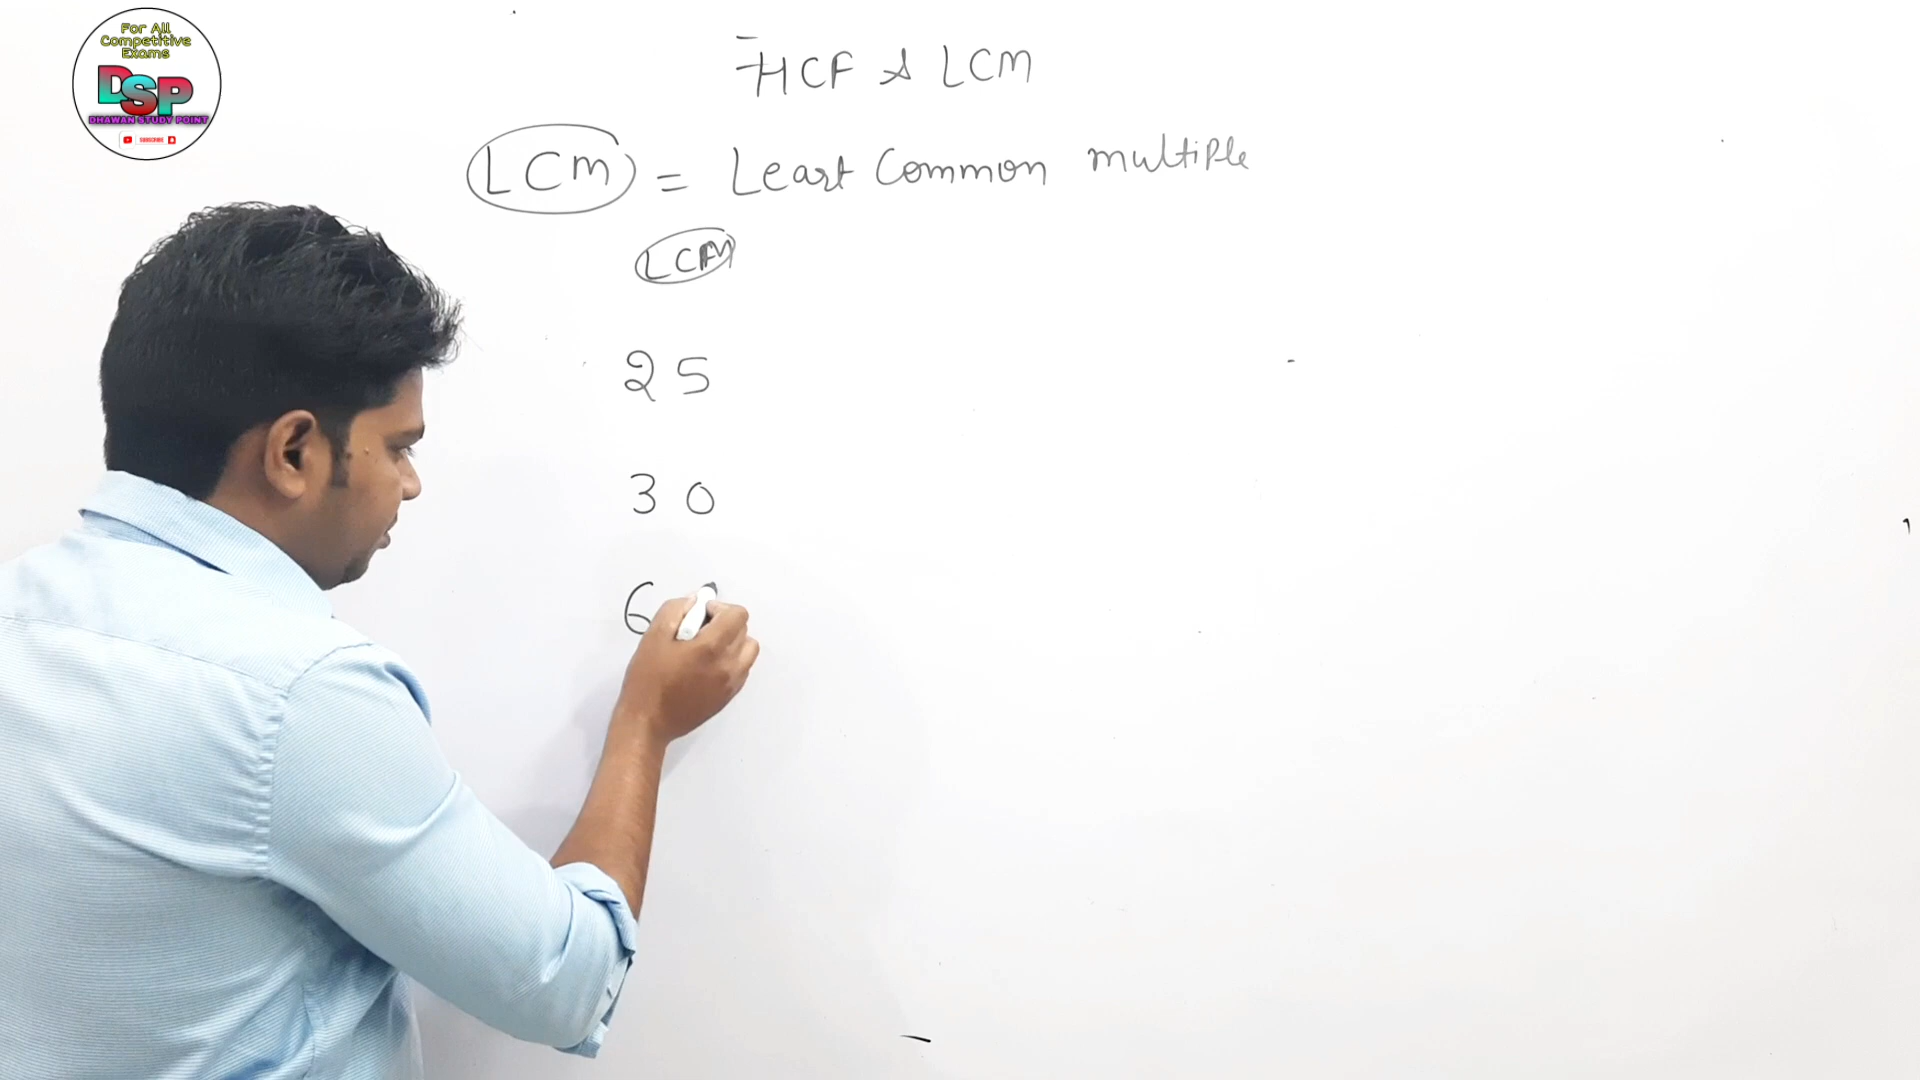 For All
Competitive
Exams
DSP
DHAWAN STUDY POINT
SUBSCRIBE
HCF & LCM
LCM = Least Common multiple
LCM
25
30
6